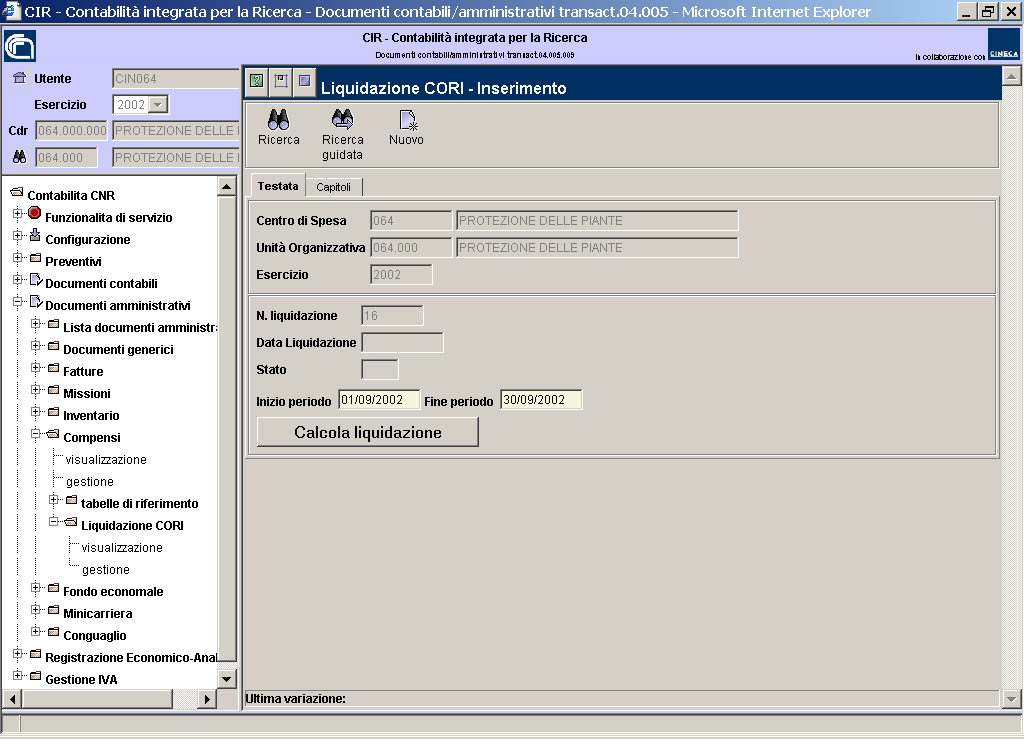 CIR - Contabilità integrata per la Ricerca - Documenti contabili/amministrativi transact.04.005 - Microsoft Internet Explorer
CIR - Contabilità integrata per la Ricerca
Documenti contabili/amministrativi transact.04.005.009
In collaborazione con
CINECA
Utente CIN064
Esercizio 2002
Cdr 064.000.000 PROTEZIONE DELLE
064.000 PROTEZIONE DELLE
Contabilita CNR
Funzionalita di servizio
Configurazione
Preventivi
Documenti contabili
Documenti amministrativi
Lista documenti amministr
Documenti generici
Fatture
Missioni
Inventario
Compensi
visualizzazione
gestione
tabelle di riferimento
Liquidazione CORI
visualizzazione
gestione
Fondo economale
Minicarriera
Conguaglio
Registrazione Economico-Anal
Gestione IVA
Liquidazione CORI - Inserimento
Ricerca
Ricerca guidata
Nuovo
Testata Capitoli
Centro di Spesa 064 PROTEZIONE DELLE PIANTE
Unità Organizzativa 064.000 PROTEZIONE DELLE PIANTE
Esercizio 2002
N. liquidazione 16
Data Liquidazione
Stato
Inizio periodo 01/09/2002 Fine periodo 30/09/2002
Calcola liquidazione
Ultima variazione: